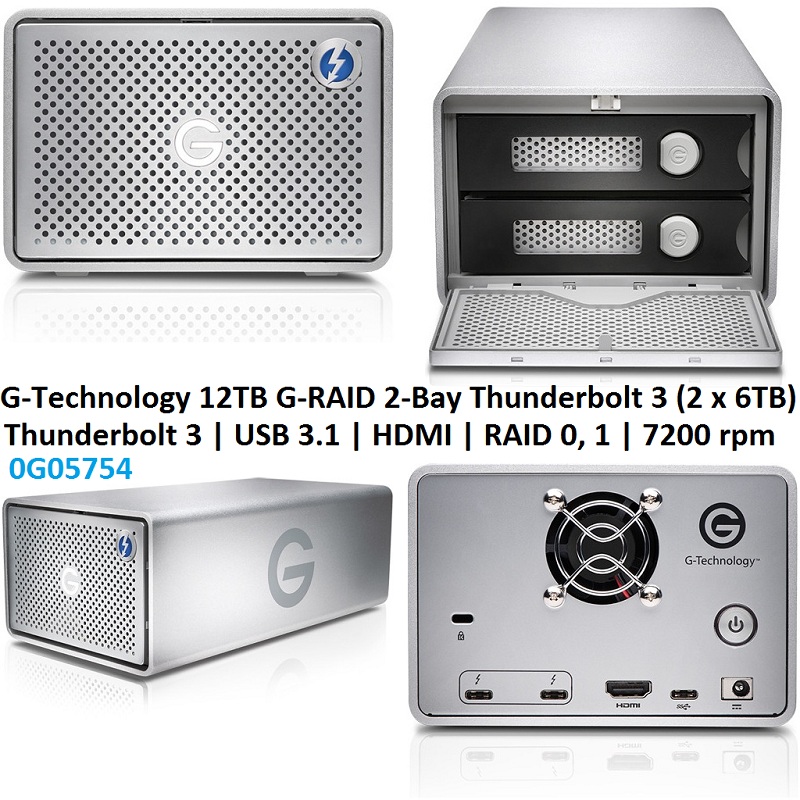 G
G
G
G-Technology 12TB G-RAID 2-Bay Thunderbolt 3 (2 x 6TB)
Thunderbolt 3 | USB 3.1 | HDMI | RAID 0, 1 | 7200 rpm
0G05754
G
G
G
G-Technology™
HDMI